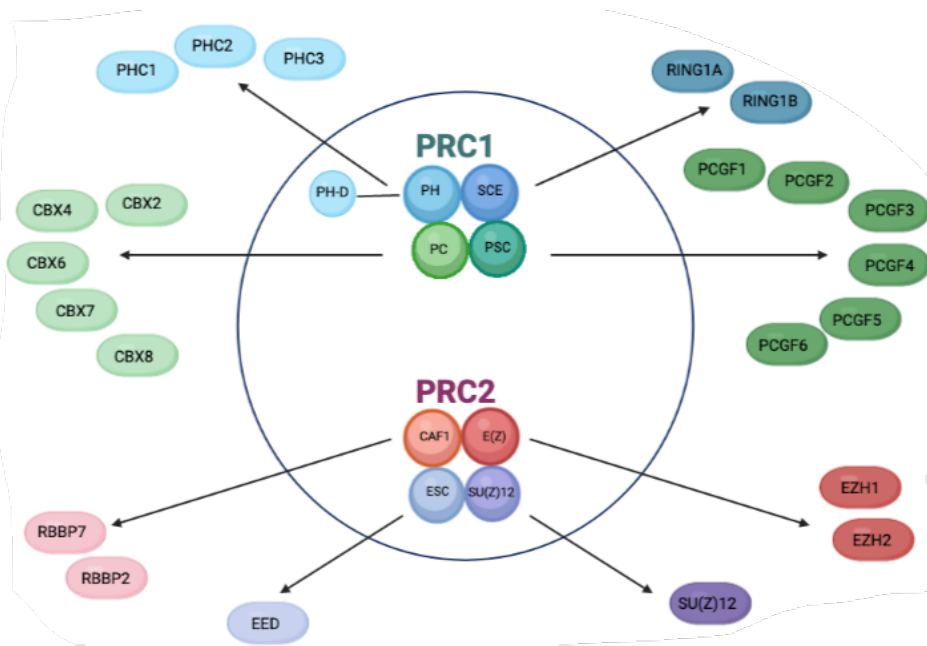 PHC1
PHC2
PHC3
RING1A
RING1B
PRC1
PH-D
PH
SCE
PC
PSC
CBX4
CBX2
CBX6
CBX7
CBX8
PCGF1
PCGF2
PCGF3
PCGF4
PCGF5
PCGF6
PRC2
CAF1
E(Z)
ESC
SU(Z)12
RBBP7
RBBP2
EED
SU(Z)12
EZH1
EZH2